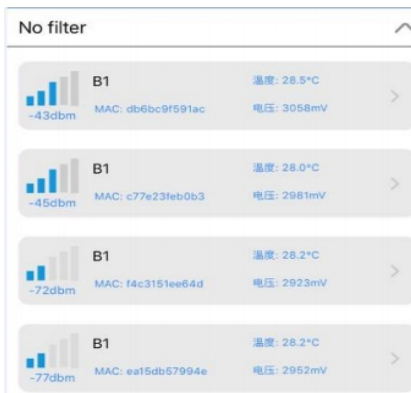 No filter
B1
温度: 28.5°C
-43dbm
MAC: db6bc9f591ac
电压: 3058mV
B1
温度: 28.0°C
-45dbm
MAC: c77e23feb0b3
电压: 2981mV
B1
温度: 28.2°C
-72dbm
MAC: f4c3151ee64d
电压: 2923mV
B1
温度: 28.2°C
-77dbm
MAC: ea15db57994e
电压: 2952mV